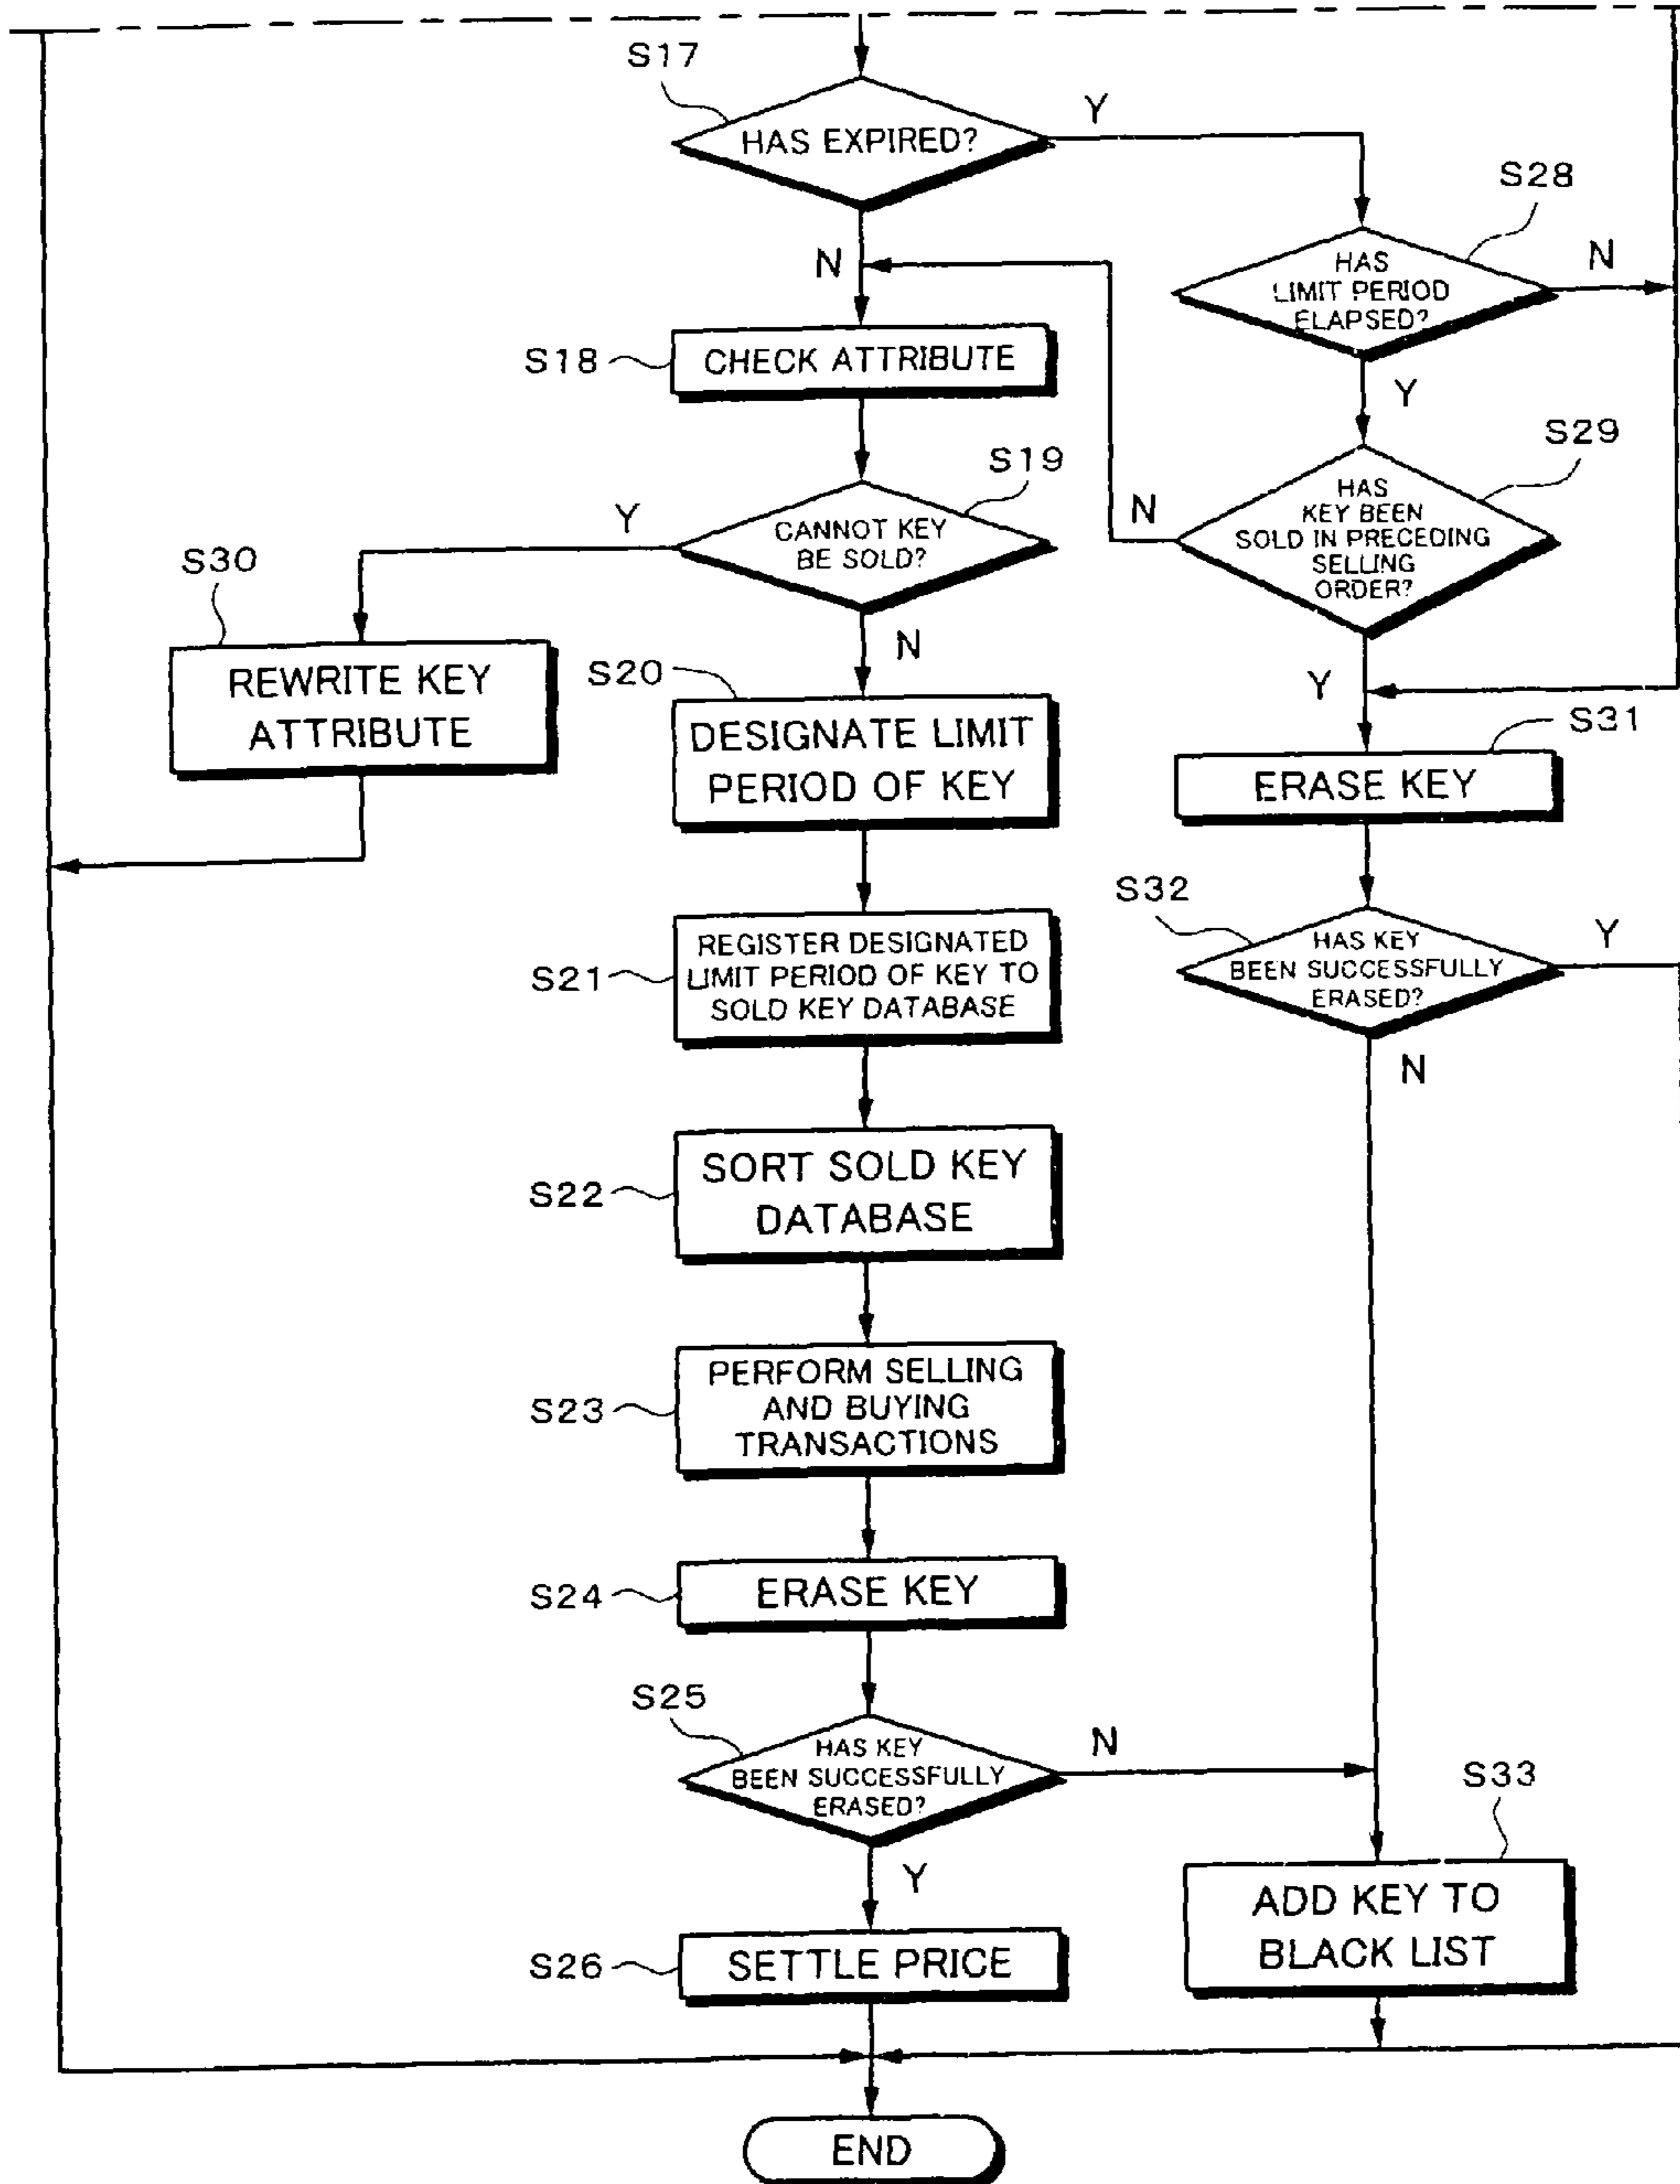 S17
HAS EXPIRED?
Y
N
S28
HAS
LIMIT PERIOD
ELAPSED?
N
Y
S18
CHECK ATTRIBUTE
S29
HAS
KEY BEEN
SOLD IN PRECEDING
SELLING
ORDER?
N
Y
S19
CANNOT KEY
BE SOLD?
Y
N
S30
REWRITE KEY
ATTRIBUTE
S20
DESIGNATE LIMIT
PERIOD OF KEY
S31
ERASE KEY
S21
REGISTER DESIGNATED
LIMIT PERIOD OF KEY TO
SOLD KEY DATABASE
S32
HAS KEY
BEEN SUCCESSFULLY
ERASED?
Y
N
S22
SORT SOLD KEY
DATABASE
S23
PERFORM SELLING
AND BUYING
TRANSACTIONS
S24
ERASE KEY
S25
HAS KEY
BEEN SUCCESSFULLY
ERASED?
N
Y
S33
ADD KEY TO
BLACK LIST
S26
SETTLE PRICE
END